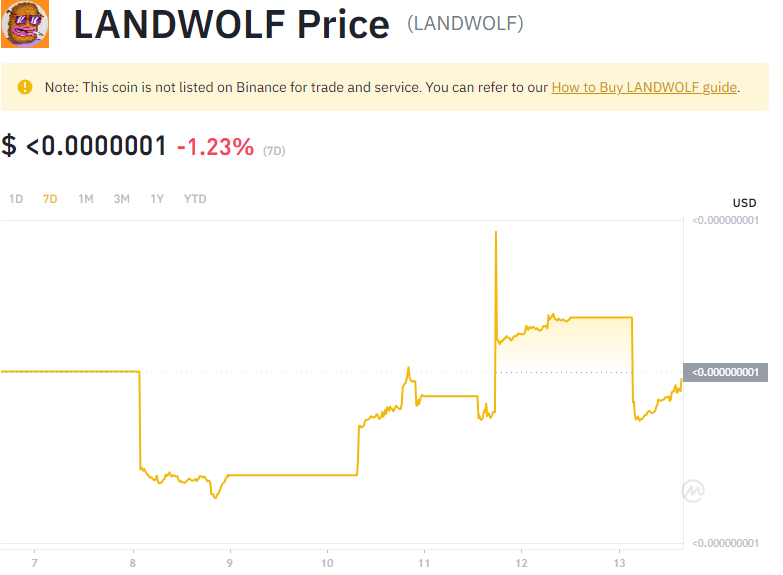 LANDWOLF Price (LANDWOLF)
Note: This coin is not listed on Binance for trade and service. You can refer to our How to Buy LANDWOLF guide.
$ <0.0000001 -1.23% (7D)
1D 7D 1M 3M 1Y YTD
USD
<0.000000001
<0.000000001
<0.000000001
7 8 9 10 11 12 13